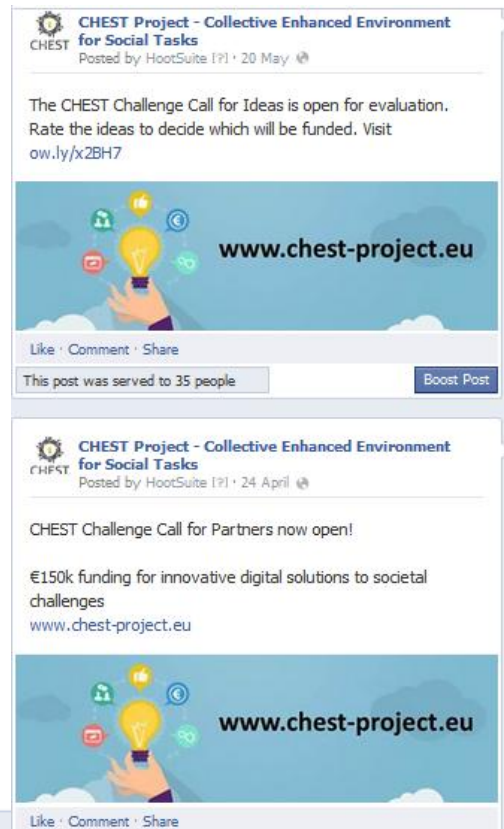 CHEST Project - Collective Enhanced Environment
for Social Tasks
CHEST
Posted by HootSuite [?] · 20 May
The CHEST Challenge Call for Ideas is open for evaluation.
Rate the ideas to decide which will be funded. Visit
ow.ly/x2BH7
www.chest-project.eu
Like · Comment · Share
This post was served to 35 people
Boost Post
CHEST Project - Collective Enhanced Environment
for Social Tasks
CHEST
Posted by HootSuite [?] · 24 April
CHEST Challenge Call for Partners now open!
€150k funding for innovative digital solutions to societal
challenges
www.chest-project.eu
www.chest-project.eu
Like · Comment · Share